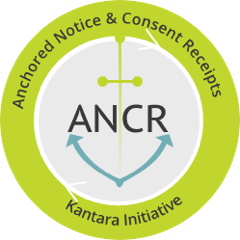 Anchored Notice & Consent Receipts
ANCR
Kantara Initiative